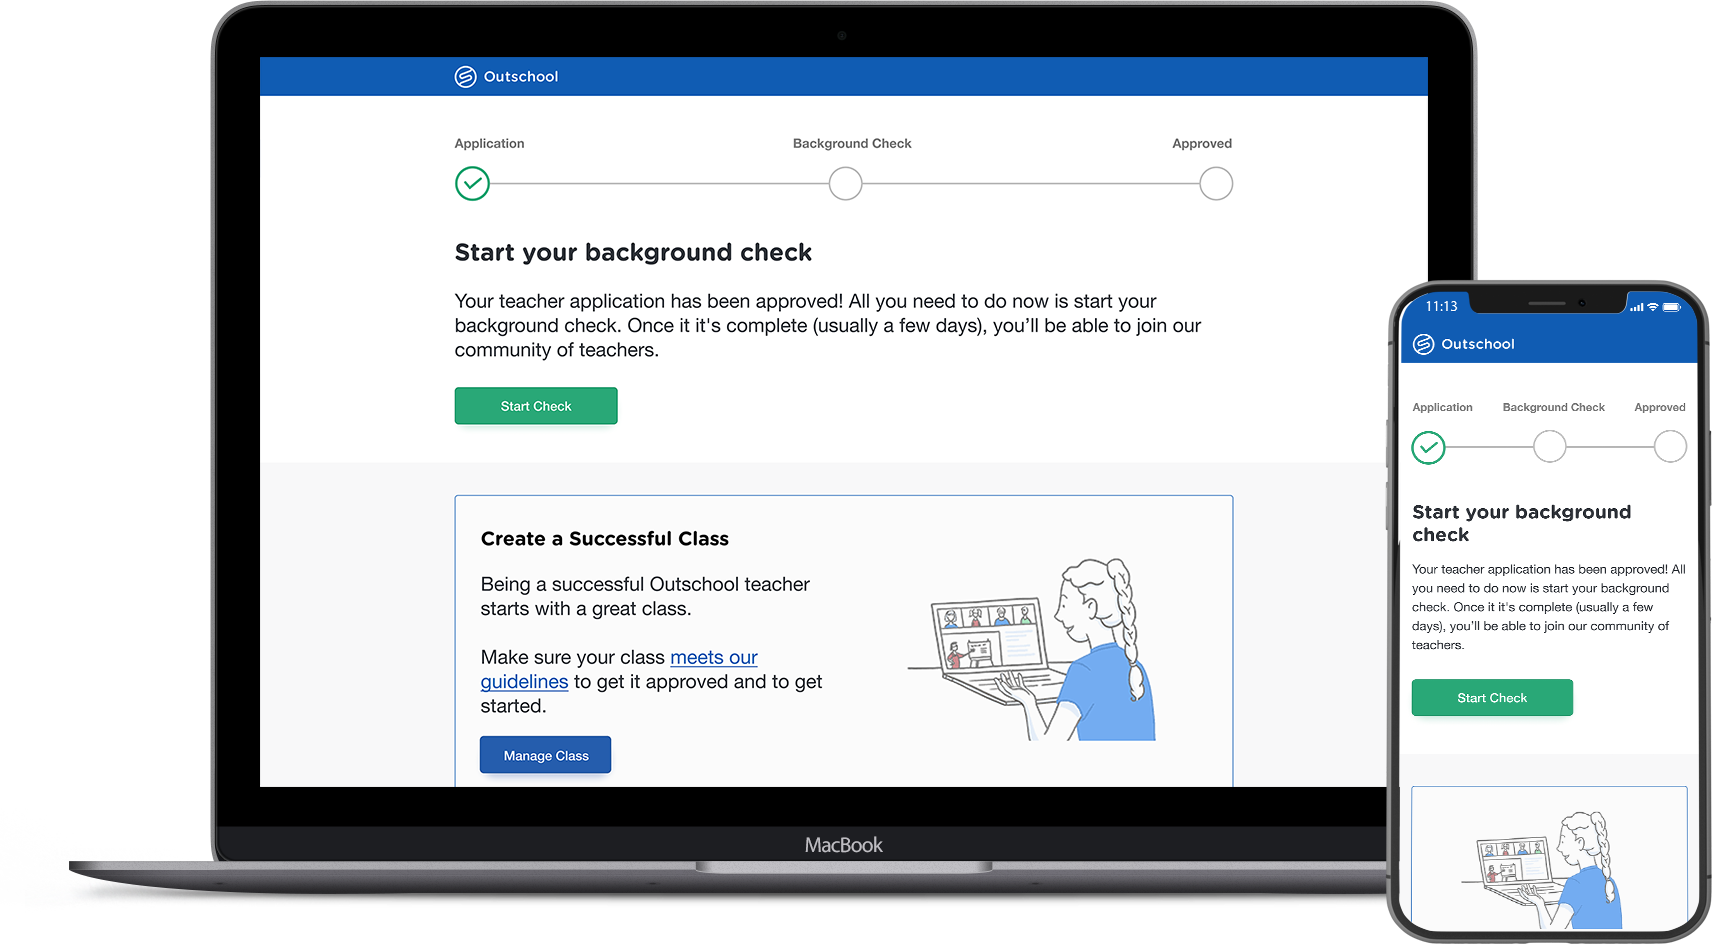 Outschool
Application
Background Check
Approved
Start your background check
Your teacher application has been approved! All you need to do now is start your
background check. Once it it's complete (usually a few days), you’ll be able to join our
community of teachers.
Start Check
Create a Successful Class
Being a successful Outschool teacher
starts with a great class.
Make sure your class meets our
guidelines to get it approved and to get
started.
Manage Class
MacBook
11:13
Outschool
Application
Background Check
Approved
Start your background
check
Your teacher application has been approved! All
you need to do now is start your background
check. Once it it's complete (usually a few
days), you’ll be able to join our community of
teachers.
Start Check